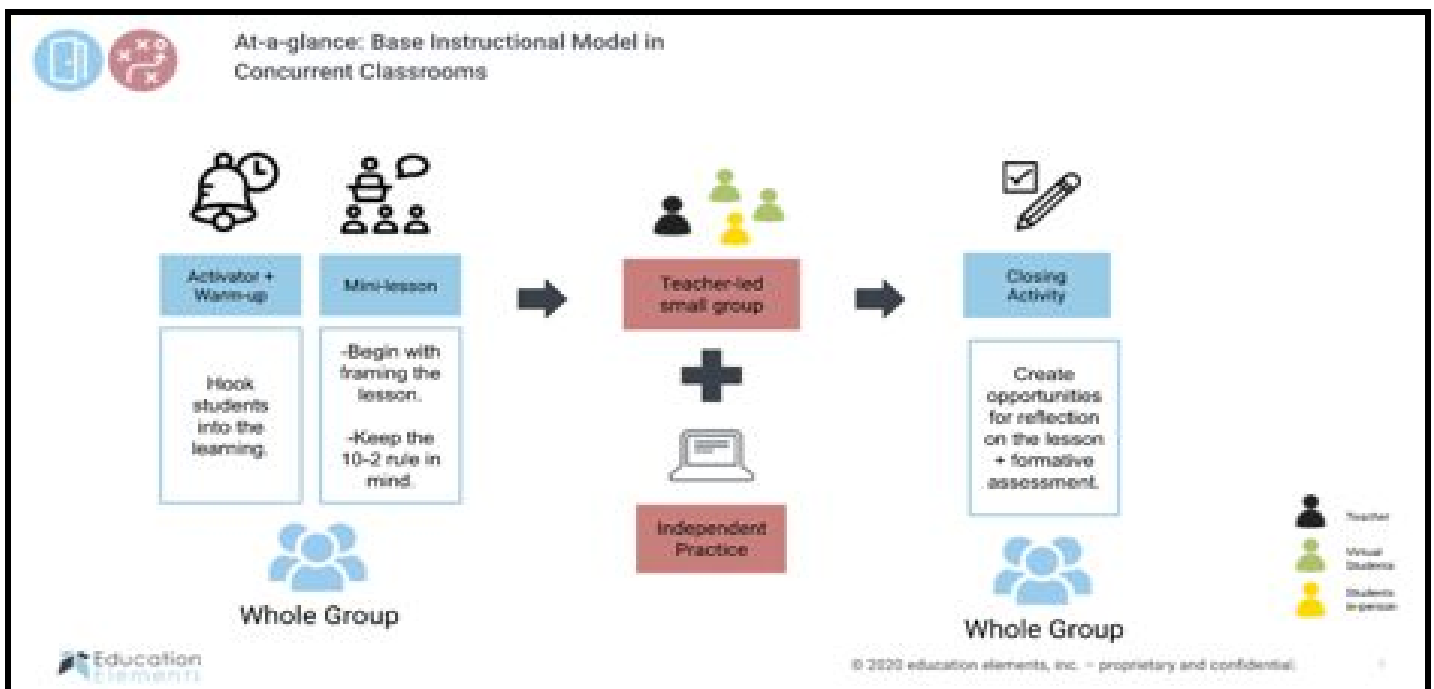 At-a-glance: Base Instructional Model in
Concurrent Classrooms
Activator +
Warm-up
Hook
students
into the
learning.
Mini-lesson
-Begin with
framing the
lesson.
-Keep the
10-2 rule in
mind.
Whole Group
Teacher-led
small group
Independent
Practice
Closing
Activity
Create
opportunities
for reflection
on the lesson
+ formative
assessment.
Whole Group
Teacher
Virtual
Students
Students
in-person
Education
Elements
© 2020 education elements, inc. – proprietary and confidential.